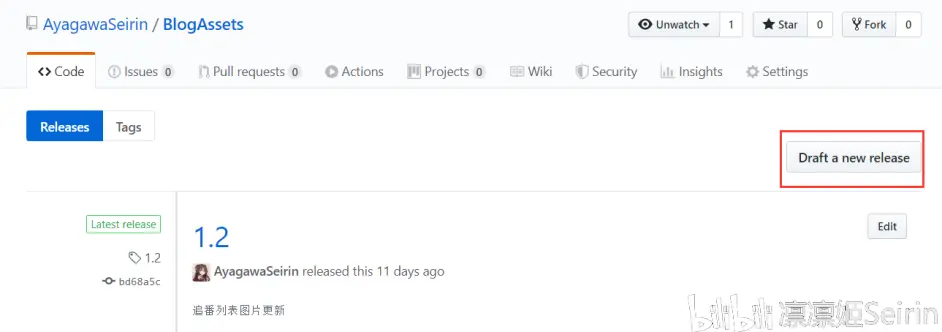 AyagawaSeirin / BlogAssets
Unwatch 1 Star 0 Fork 0
Code Issues 0 Pull requests 0 Actions Projects 0 Wiki Security Insights Settings
Releases Tags
Draft a new release
Latest release
1.2
bd68a5c
1.2
Edit
AyagawaSeirin released this 11 days ago
追番列表图片更新
bilibili 凛凛姬Seirin